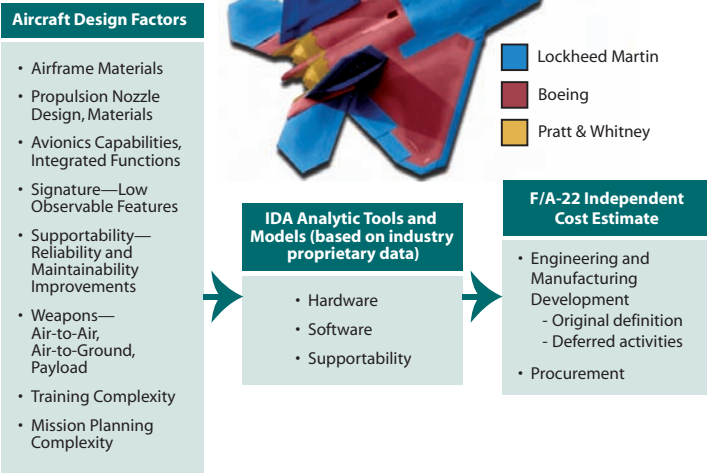 Aircraft Design Factors
• Airframe Materials
• Propulsion Nozzle
Design, Materials
• Avionics Capabilities,
Integrated Functions
• Signature—Low
Observable Features
• Supportability—
Reliability and
Maintainability
Improvements
• Weapons—
Air-to-Air,
Air-to-Ground,
Payload
• Training Complexity
• Mission Planning
Complexity
Lockheed Martin
Boeing
Pratt & Whitney
IDA Analytic Tools and
Models (based on industry
proprietary data)
• Hardware
• Software
• Supportability
F/A-22 Independent
Cost Estimate
• Engineering and
Manufacturing
Development
- Original definition
- Deferred activities
• Procurement